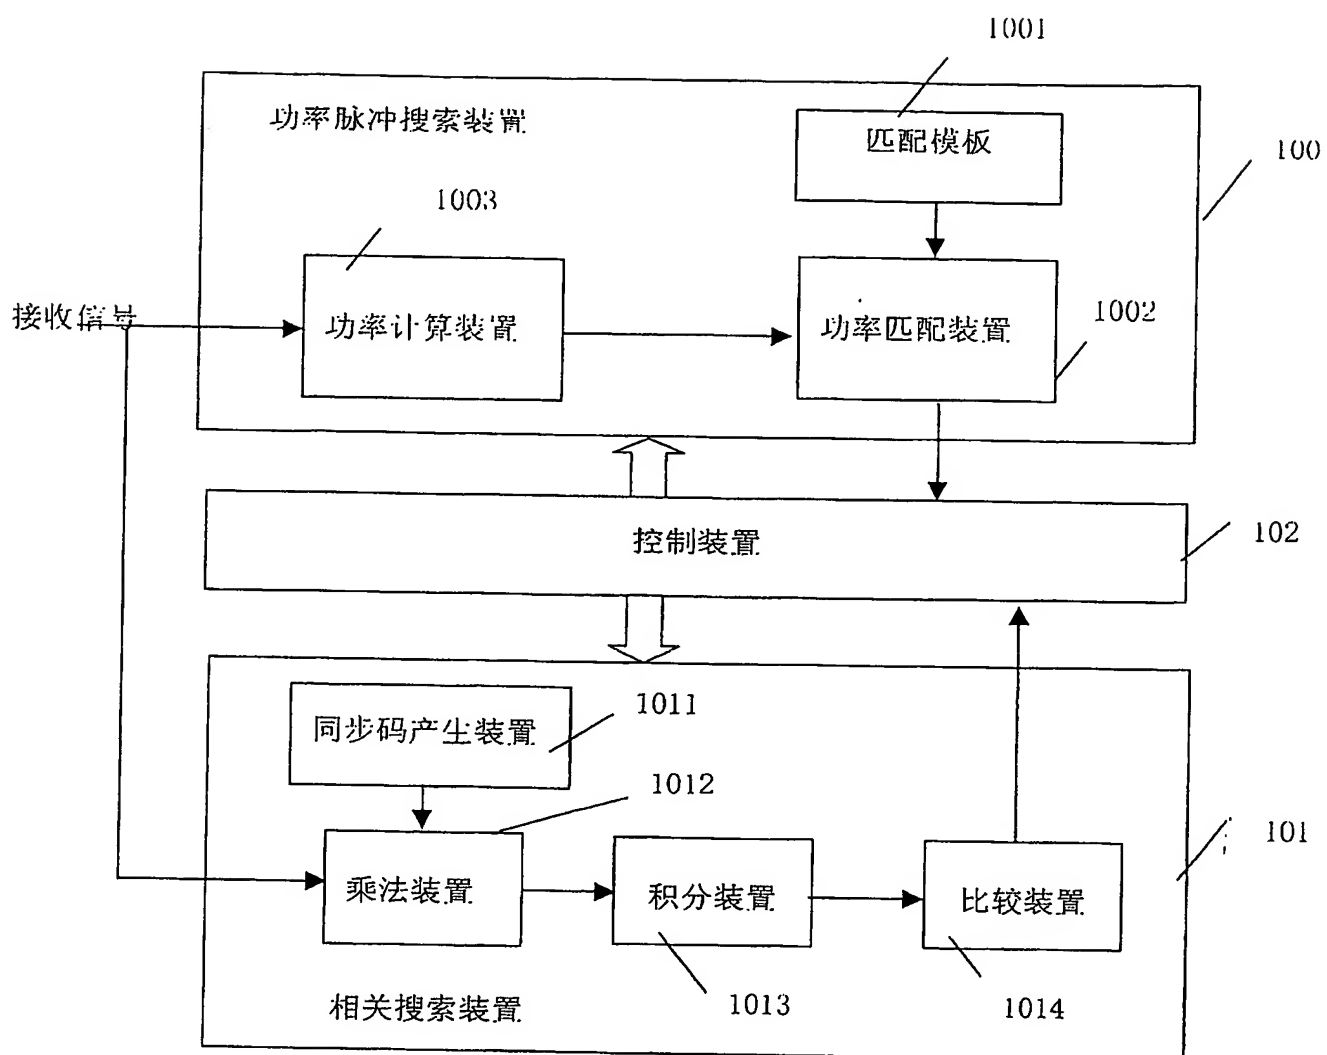 1001
功率脉冲搜索装置
匹配模板
100
1003
接收信号
功率计算装置
功率匹配装置
1002
控制装置
102
1011
同步码产生装置
1012
101
乘法装置
积分装置
比较装置
相关搜索装置
1013
1014